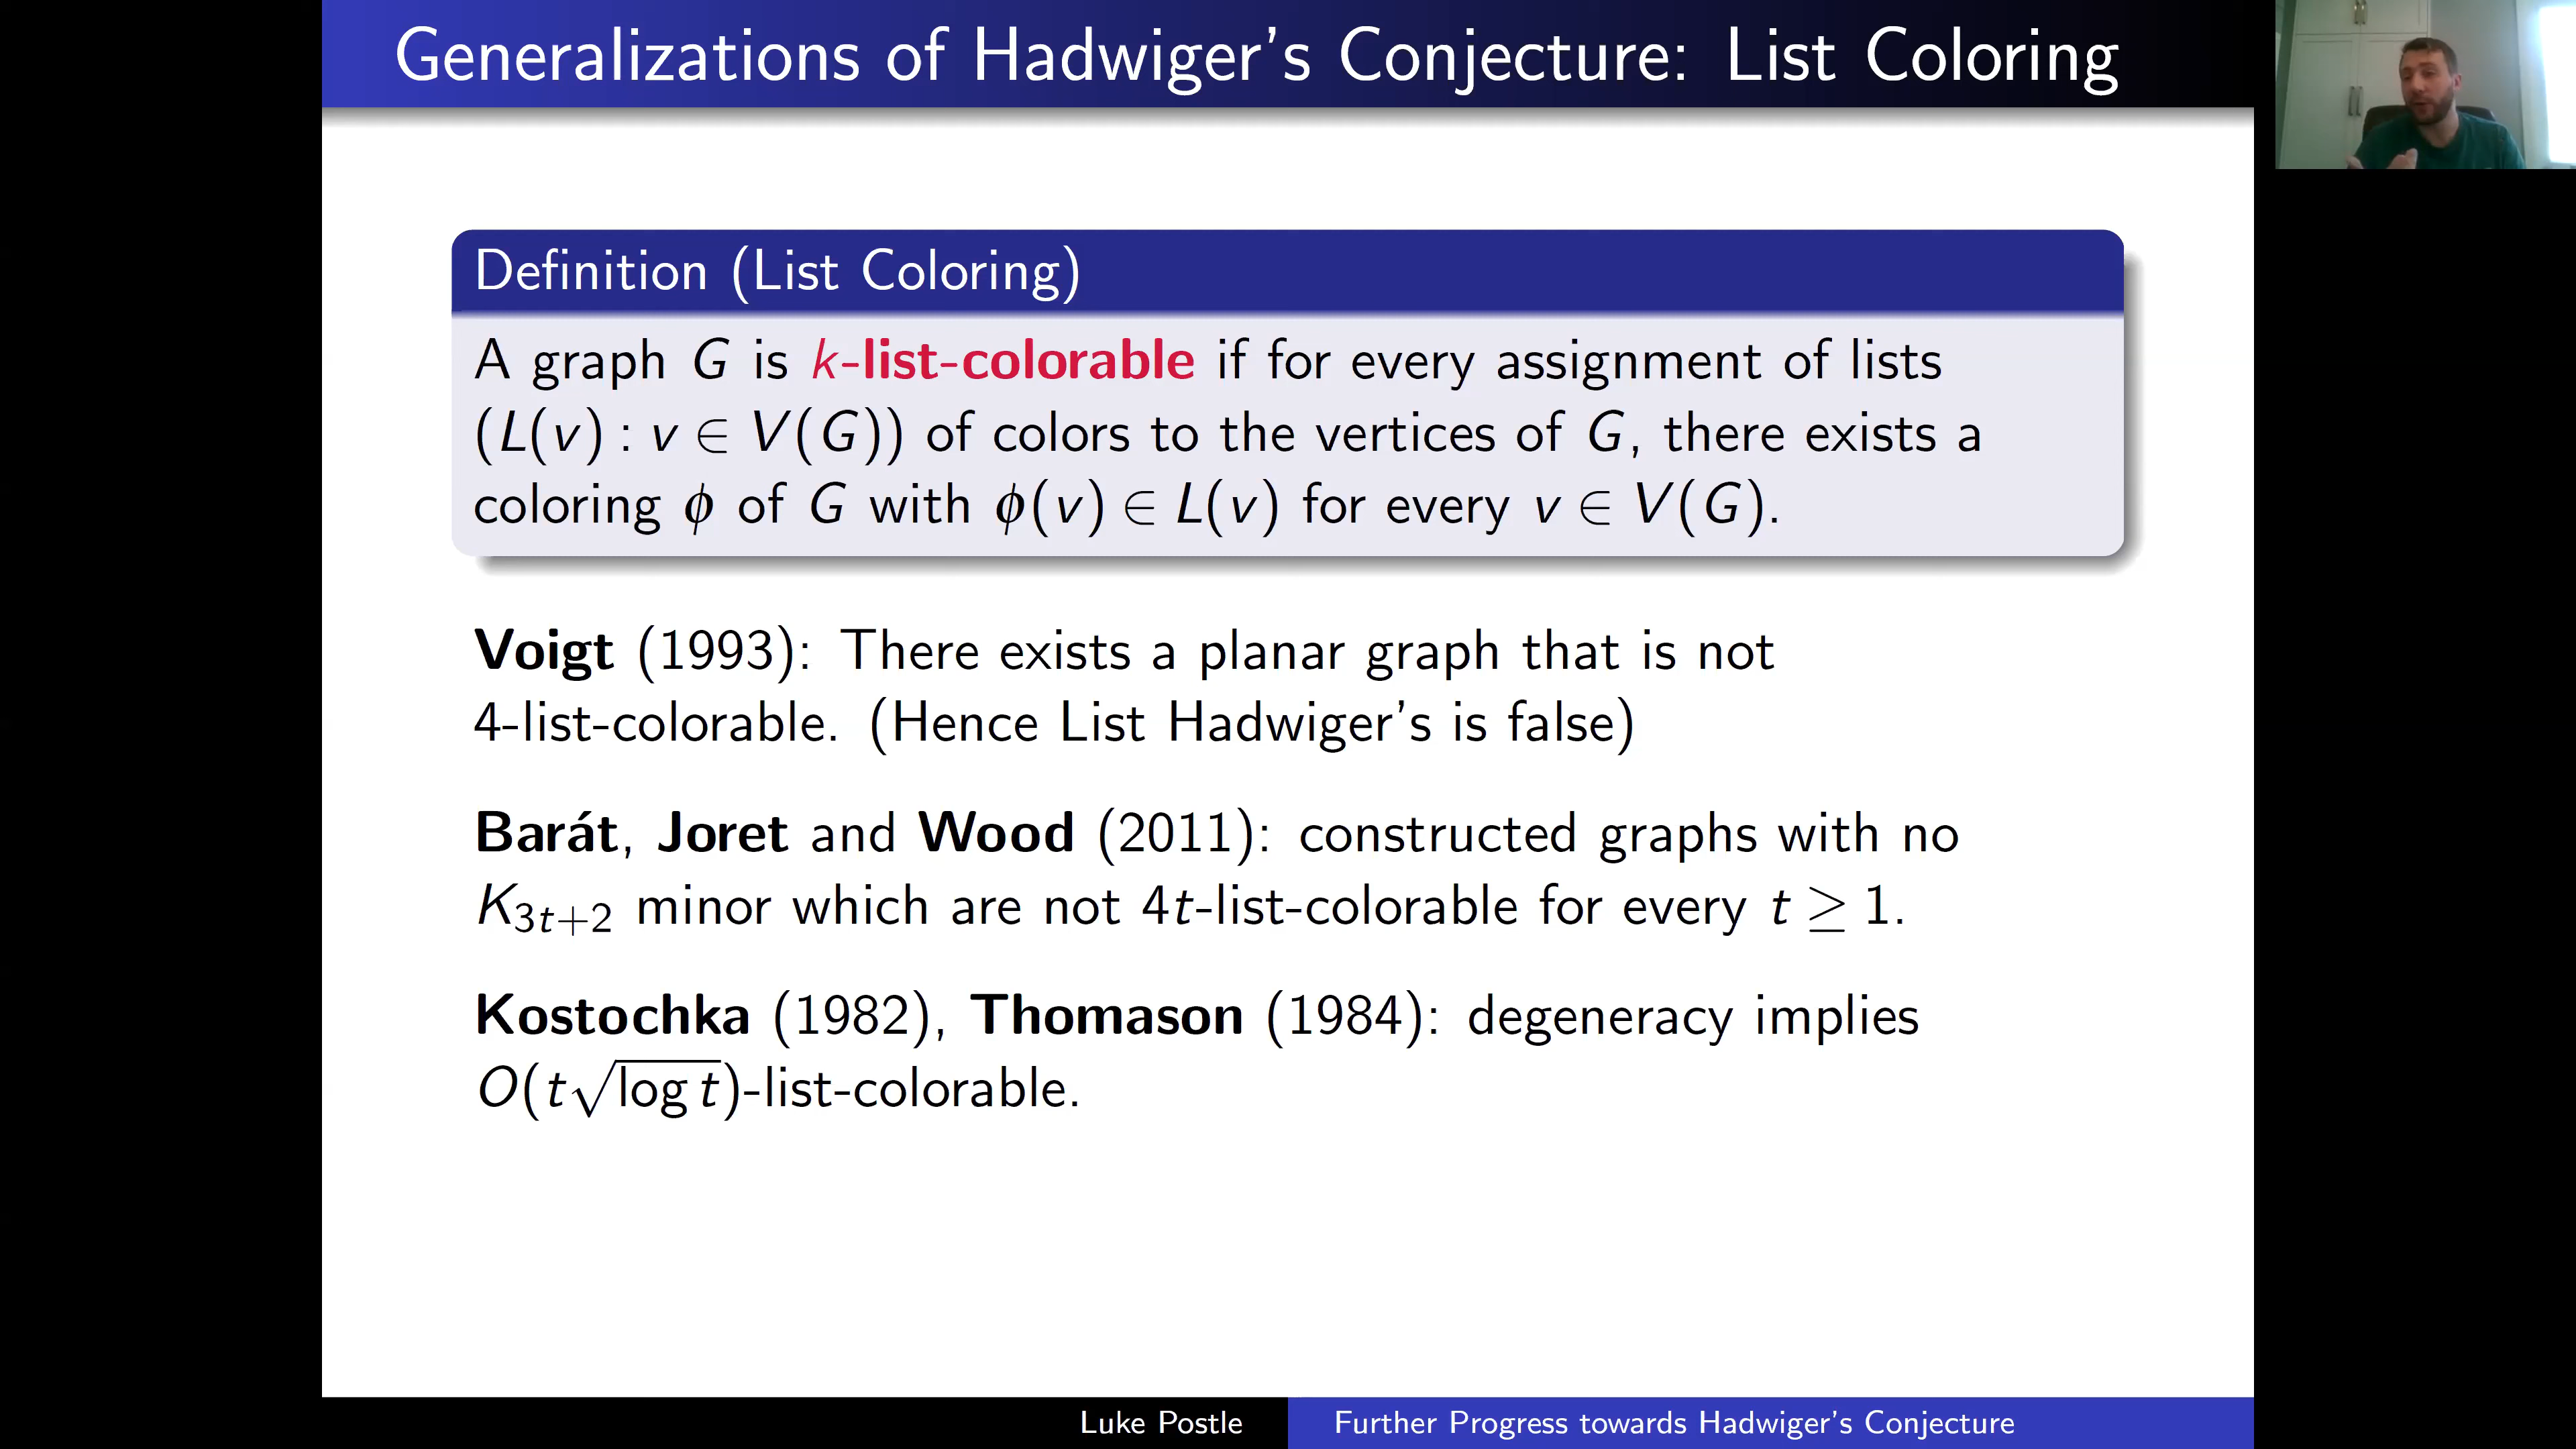 Generalizations of Hadwiger's Conjecture: List Coloring
Definition (List Coloring)
A graph G is k-list-colorable if for every assignment of lists
(L(v) : v ∈ V(G)) of colors to the vertices of G, there exists a
coloring ϕ of G with ϕ(v) ∈ L(v) for every v ∈ V(G).
Voigt (1993): There exists a planar graph that is not
4-list-colorable. (Hence List Hadwiger's is false)
Barát, Joret and Wood (2011): constructed graphs with no
K₃ₜ₊₂ minor which are not 4t-list-colorable for every t ≥ 1.
Kostochka (1982), Thomason (1984): degeneracy implies
O(t√log t)-list-colorable.
Luke Postle
Further Progress towards Hadwiger's Conjecture